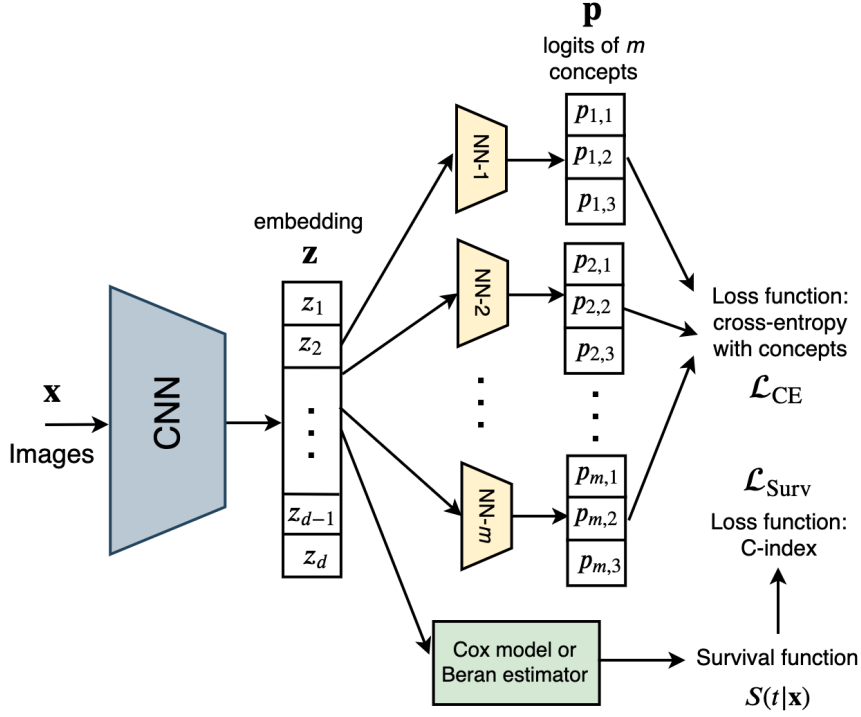 p
logits of m
concepts
NN-1
p1,1
p1,2
p1,3
embedding
z
z1
z2
zd−1
zd
NN-2
p2,1
p2,2
p2,3
Loss function:
cross-entropy
with concepts
ℒCE
x
Images
CNN
NN-m
pm,1
pm,2
pm,3
ℒSurv
Loss function:
C-index
Cox model or
Beran estimator
Survival function
S(t|x)